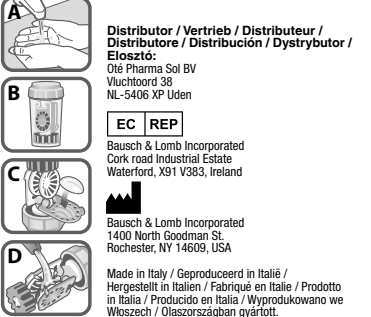 A
Distributor / Vertrieb / Distributeur /
Distributore / Distribución / Dystrybutor /
Elosztó:
Oté Pharma Sol BV
Vluchtoord 38
NL-5406 XP Uden
B
EC REP
Bausch & Lomb Incorporated
Cork road Industrial Estate
Waterford, X91 V383, Ireland
C
Bausch & Lomb Incorporated
1400 North Goodman St.
Rochester, NY 14609, USA
D
Made in Italy / Geproduceerd in Italië /
Hergestellt in Italien / Fabriqué en Italie / Prodotto
in Italia / Producido en Italia / Wyprodukowano we
Włoszech / Olaszországban gyártott.